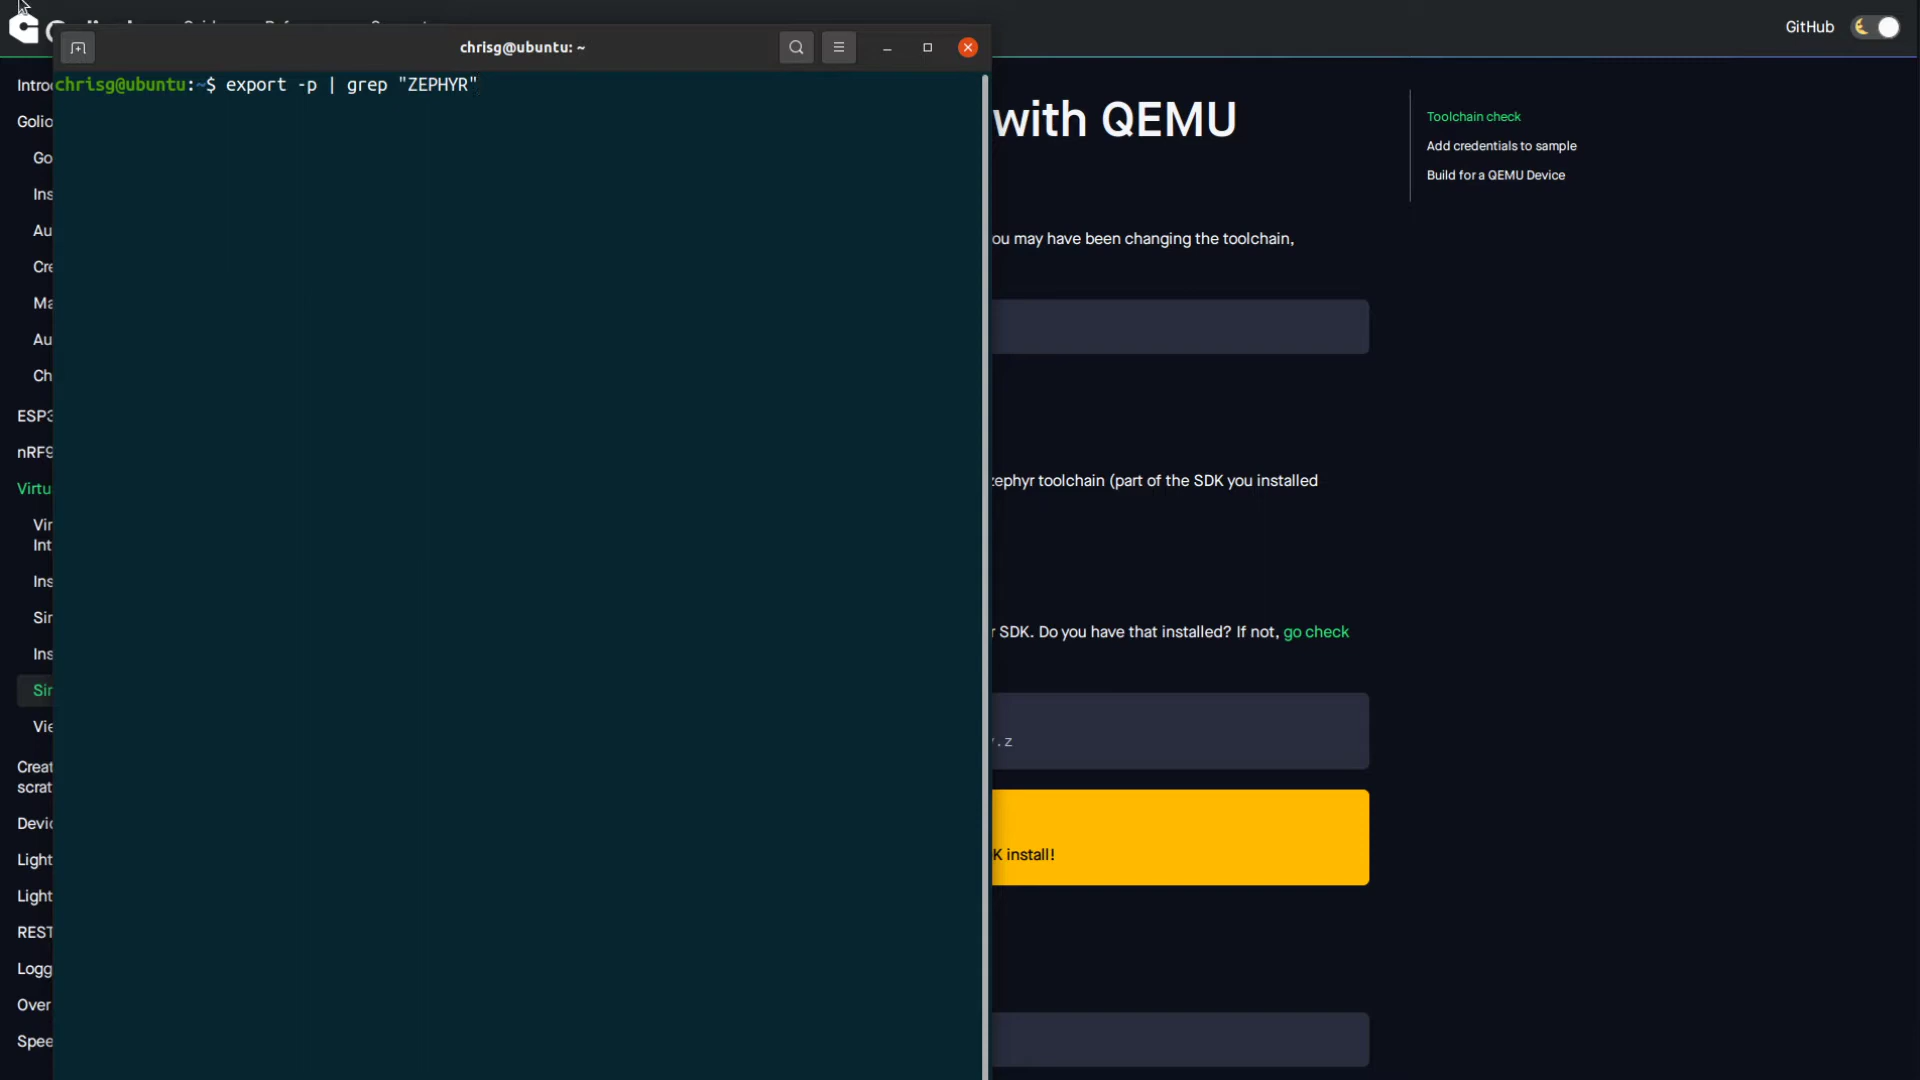 GitHub
chrisg@ubuntu: ~
chrisg@ubuntu:~$ export -p | grep "ZEPHYR"
with QEMU
Toolchain check
Add credentials to sample
Build for a QEMU Device
ou may have been changing the toolchain,
zephyr toolchain (part of the SDK you installed
r SDK. Do you have that installed? If not, go check
.z
K install!
Intro
Golio
Go
Ins
Au
Cre
Ma
Au
Ch
ESP3
nRF9
Virtu
Vir
Int
Ins
Sir
Ins
Sir
Vie
Creat
scrat
Devic
Light
Light
REST
Logg
Over
Spee